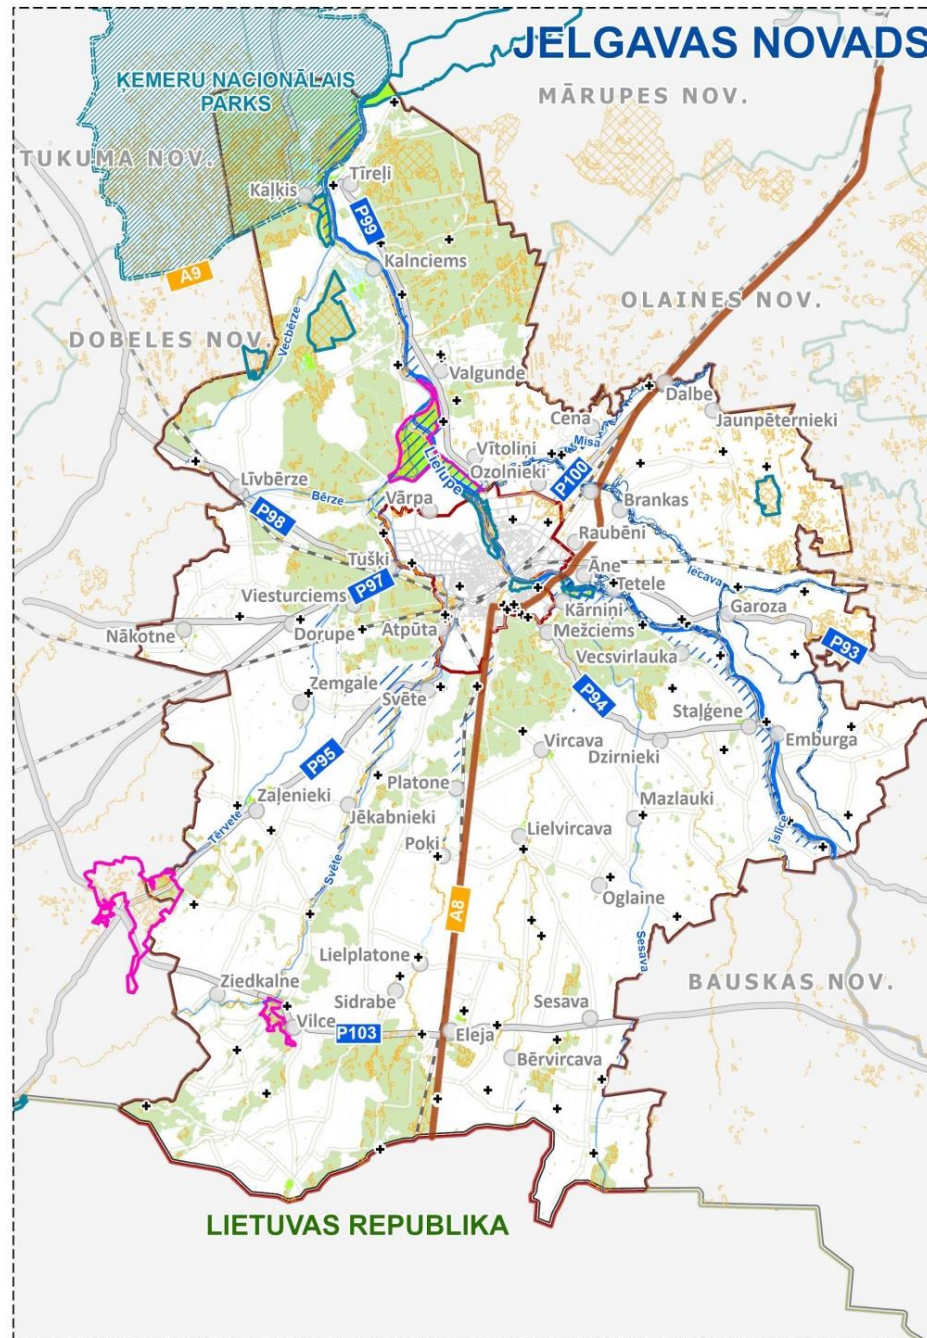 JELGAVAS NOVADS
ĶEMERU NACIONĀLAIS
PARKS
MĀRUPES NOV.
TUKUMA NOV.
Tīreļi
Kaļķis
P99
Kalnciems
A9
OLAINES NOV.
DOBELES NOV.
Vecbērze
Valgunde
Dalbe
Cena
Jaunpēternieki
Misa
Vītoliņi
Ozolnieki
Lielupe
P100
Līvbērze
Bērze
Vārpa
Brankas
P98
Raubēni
Tušķi
Āne
Iecava
P97
Tetele
Viesturciems
Kārniņi
Garoza
Nākotne
Dorupe
Atpūta
Mežciems
P93
Vecsvirlauka
Zemgale
Svēte
P94
Staļģene
Emburga
Vircava
Dzirnieki
P95
Platone
Zaļenieki
Jēkabnieki
Mazlauki
Tērvete
Lielvircava
Īslīce
Poķi
Svēte
Oglaine
A8
Sesava
Lielplatone
BAUSKAS NOV.
Ziedkalne
Sidrabe
Sesava
Vilce
P103
Eleja
Bērvircava
LIETUVAS REPUBLIKA